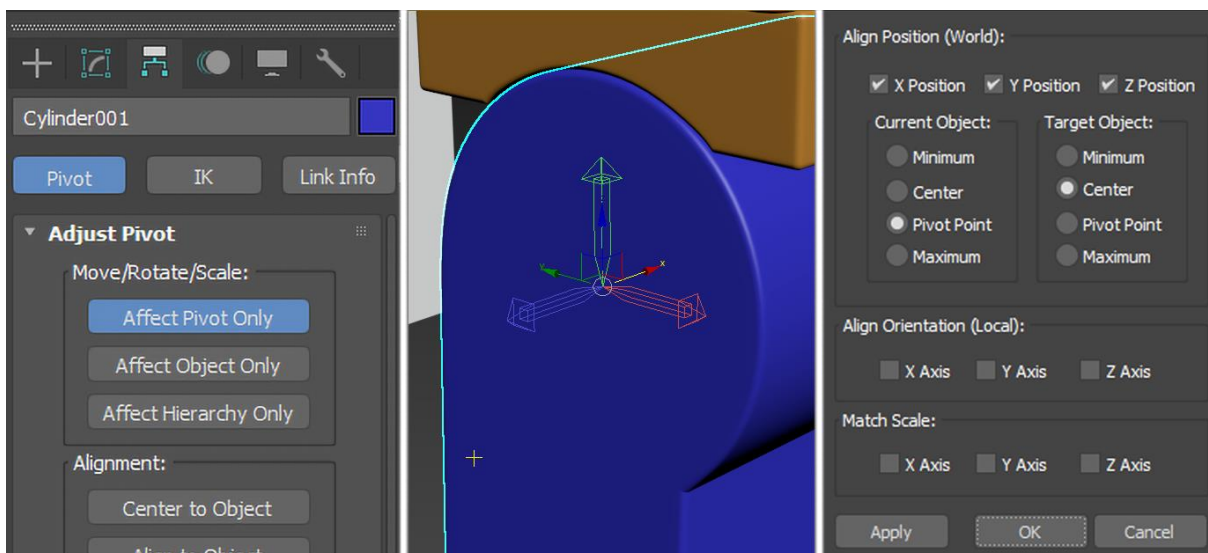 Cylinder001
Pivot IK Link Info
Adjust Pivot
Move/Rotate/Scale:
Affect Pivot Only
Affect Object Only
Affect Hierarchy Only
Alignment:
Center to Object
Align to Object
y x
Align Position (World):
X Position Y Position Z Position
Current Object: Target Object:
Minimum Minimum
Center Center
Pivot Point Pivot Point
Maximum Maximum
Align Orientation (Local):
X Axis Y Axis Z Axis
Match Scale:
X Axis Y Axis Z Axis
Apply OK Cancel